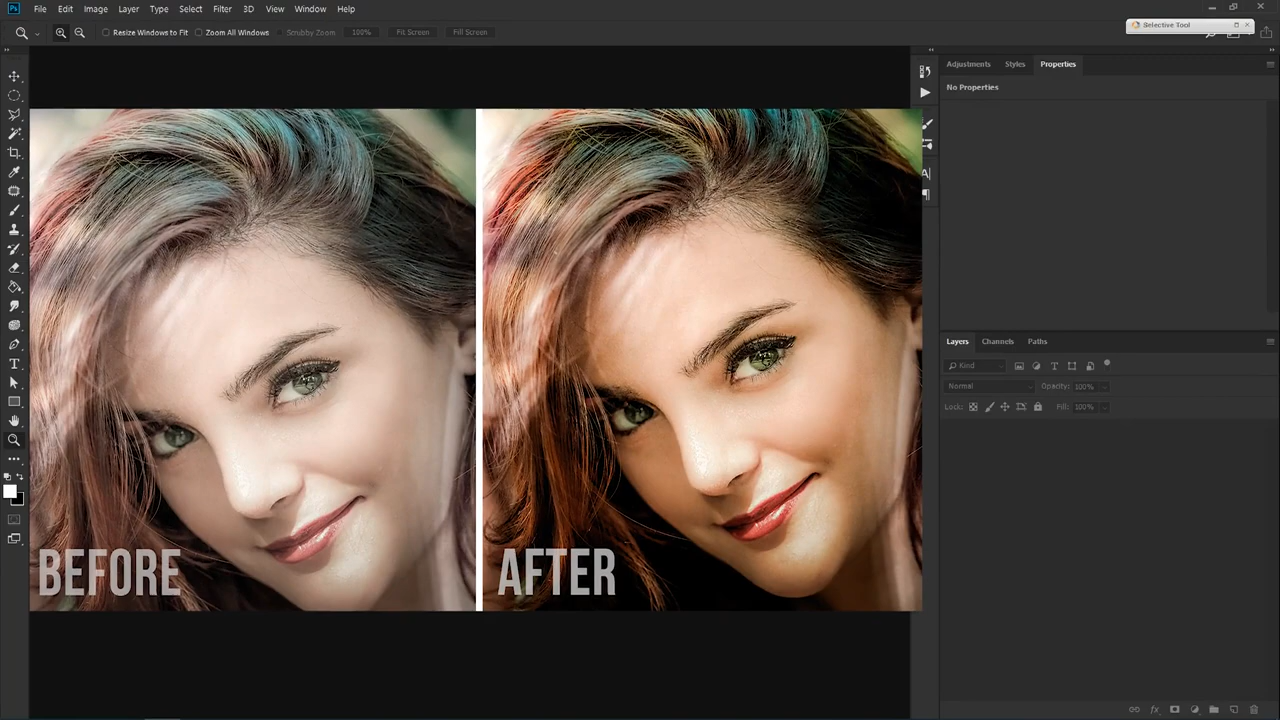 Ps File Edit Image Layer Type Select Filter 3D View Window Help
Selective Tool
Resize Windows to Fit Zoom All Windows Scrubby Zoom 100% Fit Screen Fill Screen
Adjustments Styles Properties
No Properties
Layers Channels Paths
Kind
Normal Opacity: 100%
Lock: Fill: 100%
BEFORE AFTER